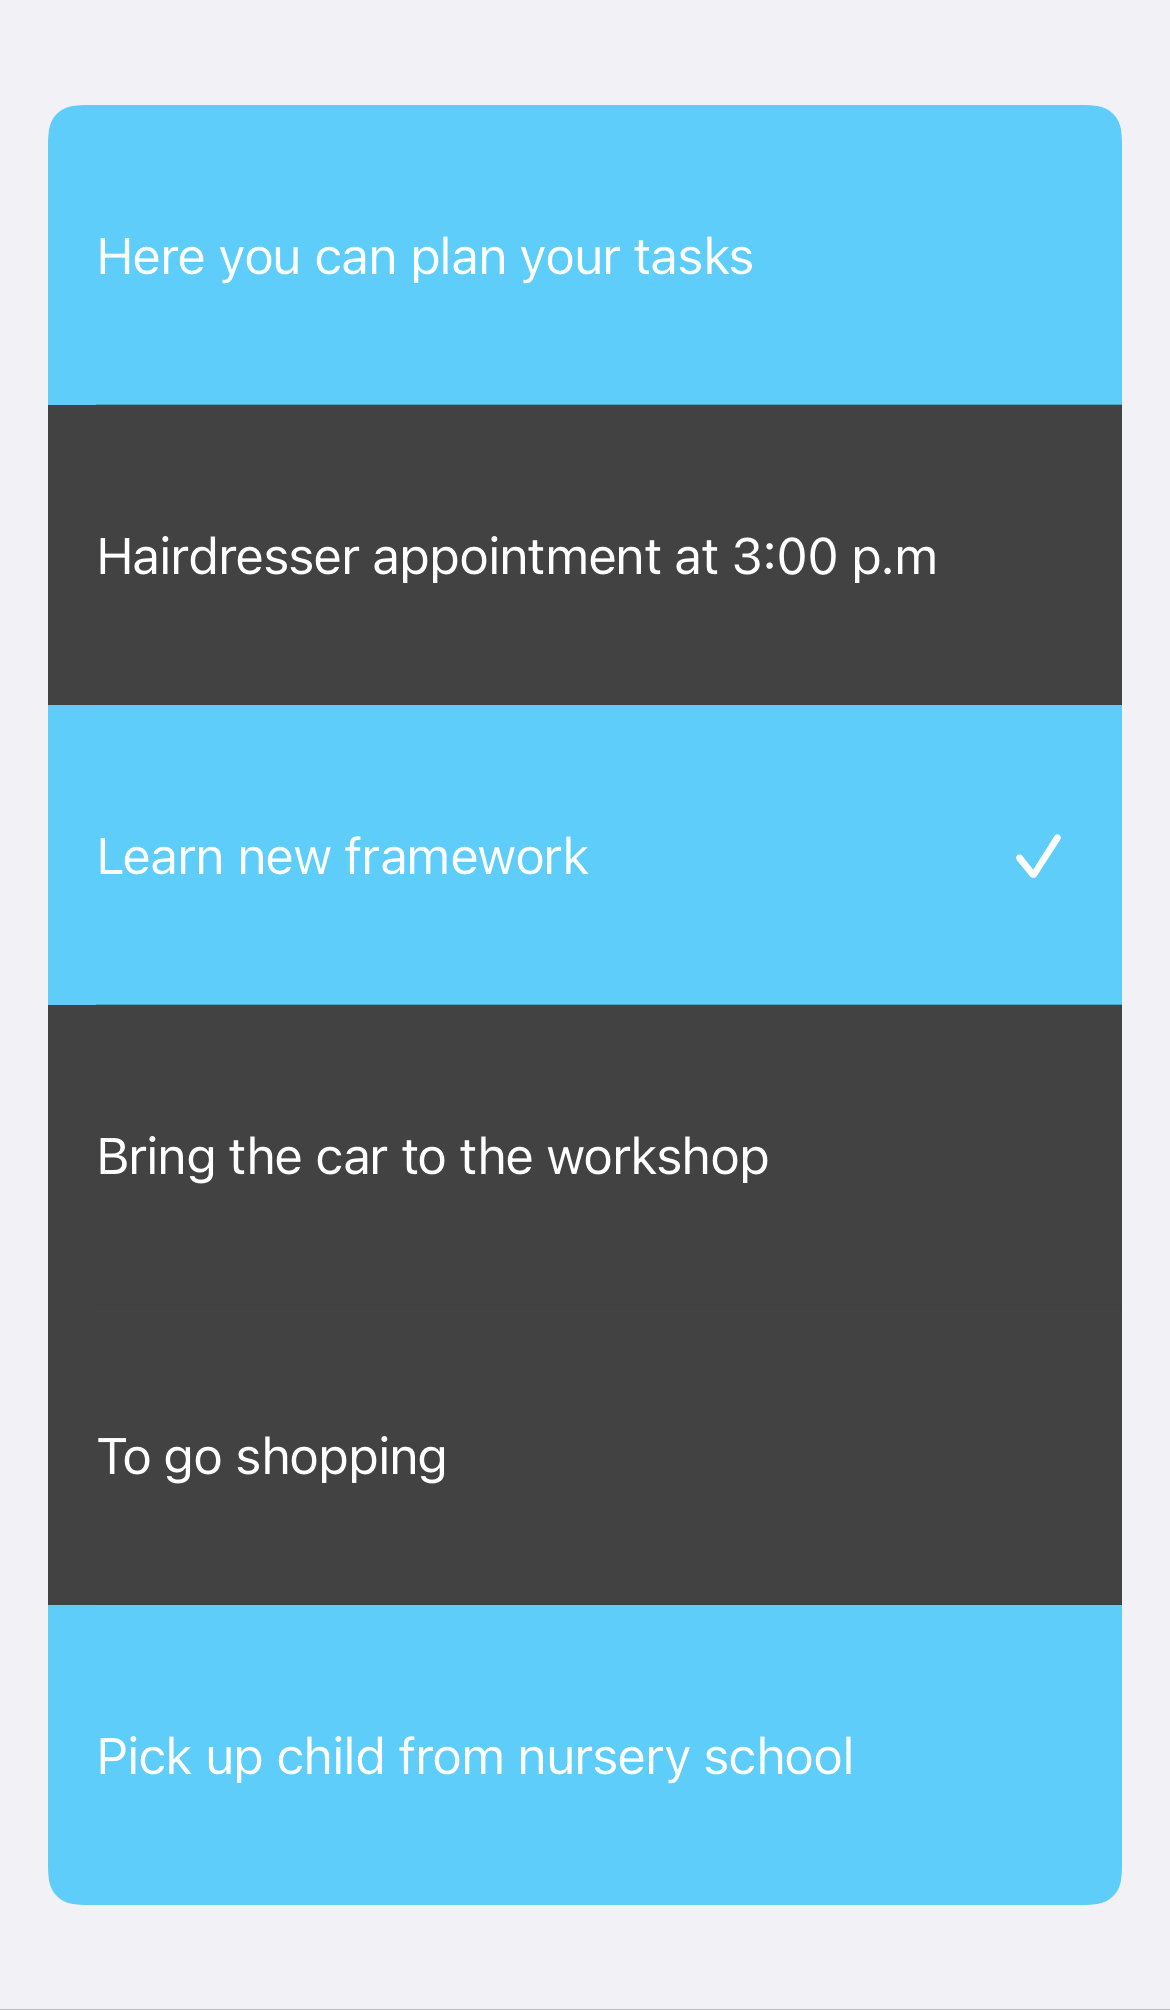 Here you can plan your tasks
Hairdresser appointment at 3:00 p.m
Learn new framework
Bring the car to the workshop
To go shopping
Pick up child from nursery school